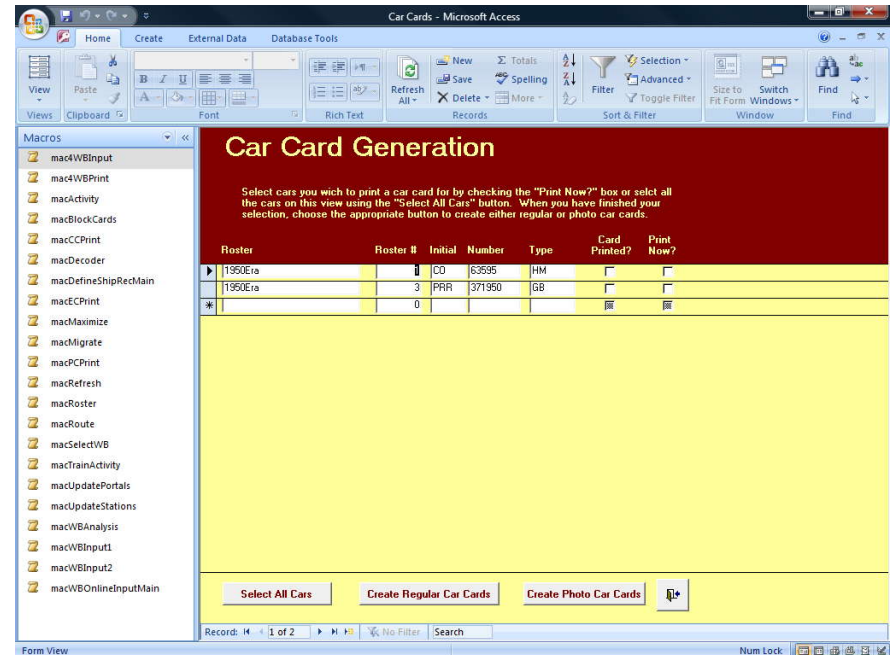 Car Cards - Microsoft Access
Home Create External Data Database Tools
View
Views
Paste
Clipboard
B I U
A
Font
Rich Text
Refresh
All
New
Save
Delete
Totals
Spelling
More
Records
Filter
Selection
Advanced
Toggle Filter
Sort & Filter
Size to
Fit Form
Switch
Windows
Window
Find
Find
Macros
mac4WBInput
mac4WBPrint
macActivity
macBlockCards
macCCPrint
macDecoder
macDefineShipRecMain
macECPrint
macMaximize
macMigrate
macPCPrint
macRefresh
macRoster
macRoute
macSelectWB
macTrainActivity
macUpdatePortals
macUpdateStations
macWBAnalysis
macWBInput1
macWBInput2
macWBOnlineInputMain
Car Card Generation
Select cars you wich to print a car card for by checking the "Print Now?" box or selct all
the cars on this view using the "Select All Cars" button. When you have finished your
selection, choose the appropriate button to create either regular or photo car cards.
Roster Roster # Initial Number Type Card Printed? Print Now?
1950Era 1 CO 63595 HM
1950Era 3 PRR 371950 GB
* 0
Select All Cars Create Regular Car Cards Create Photo Car Cards
Record: 1 of 2 No Filter Search
Form View Num Lock